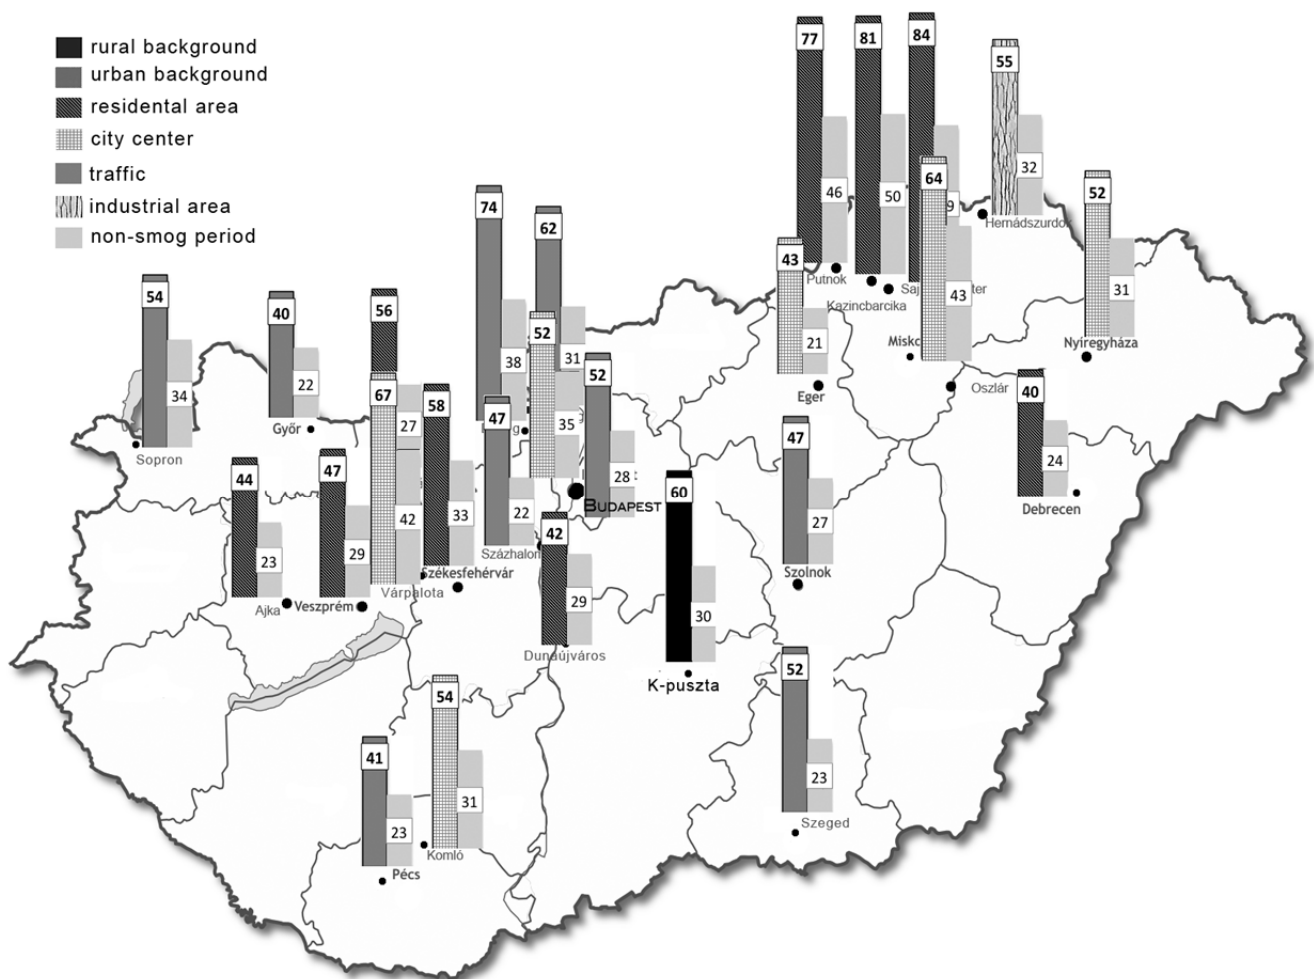 rural background
urban background
residental area
city center
traffic
industrial area
non-smog period
77
81
84
55
46
50
9
32
64
52
Hernádszurdok
74
62
43
Putnok
Kazincbarcika
43
31
54
40
56
52
38
31
21
Miskc
Nyíregyháza
34
22
67
27
58
47
35
52
Eger
Oszlár
40
Győr
47
24
Sopron
44
47
28
60
Debrecen
42
33
22
BUDAPEST
27
23
29
Székesfehérvár
Százhalom
42
Szolnok
Ajka
Veszprém
Várpalota
29
30
Dunaújváros
K-puszta
54
52
41
31
23
23
Szeged
Komló
Pécs